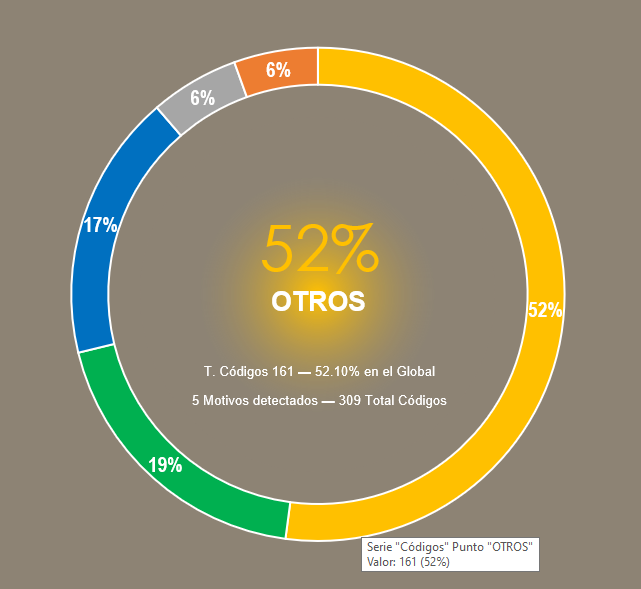 6%
6%
17%
52%
OTROS
52%
T. Códigos 161 — 52.10% en el Global
5 Motivos detectados — 309 Total Códigos
19%
Serie "Códigos" Punto "OTROS"
Valor: 161 (52%)